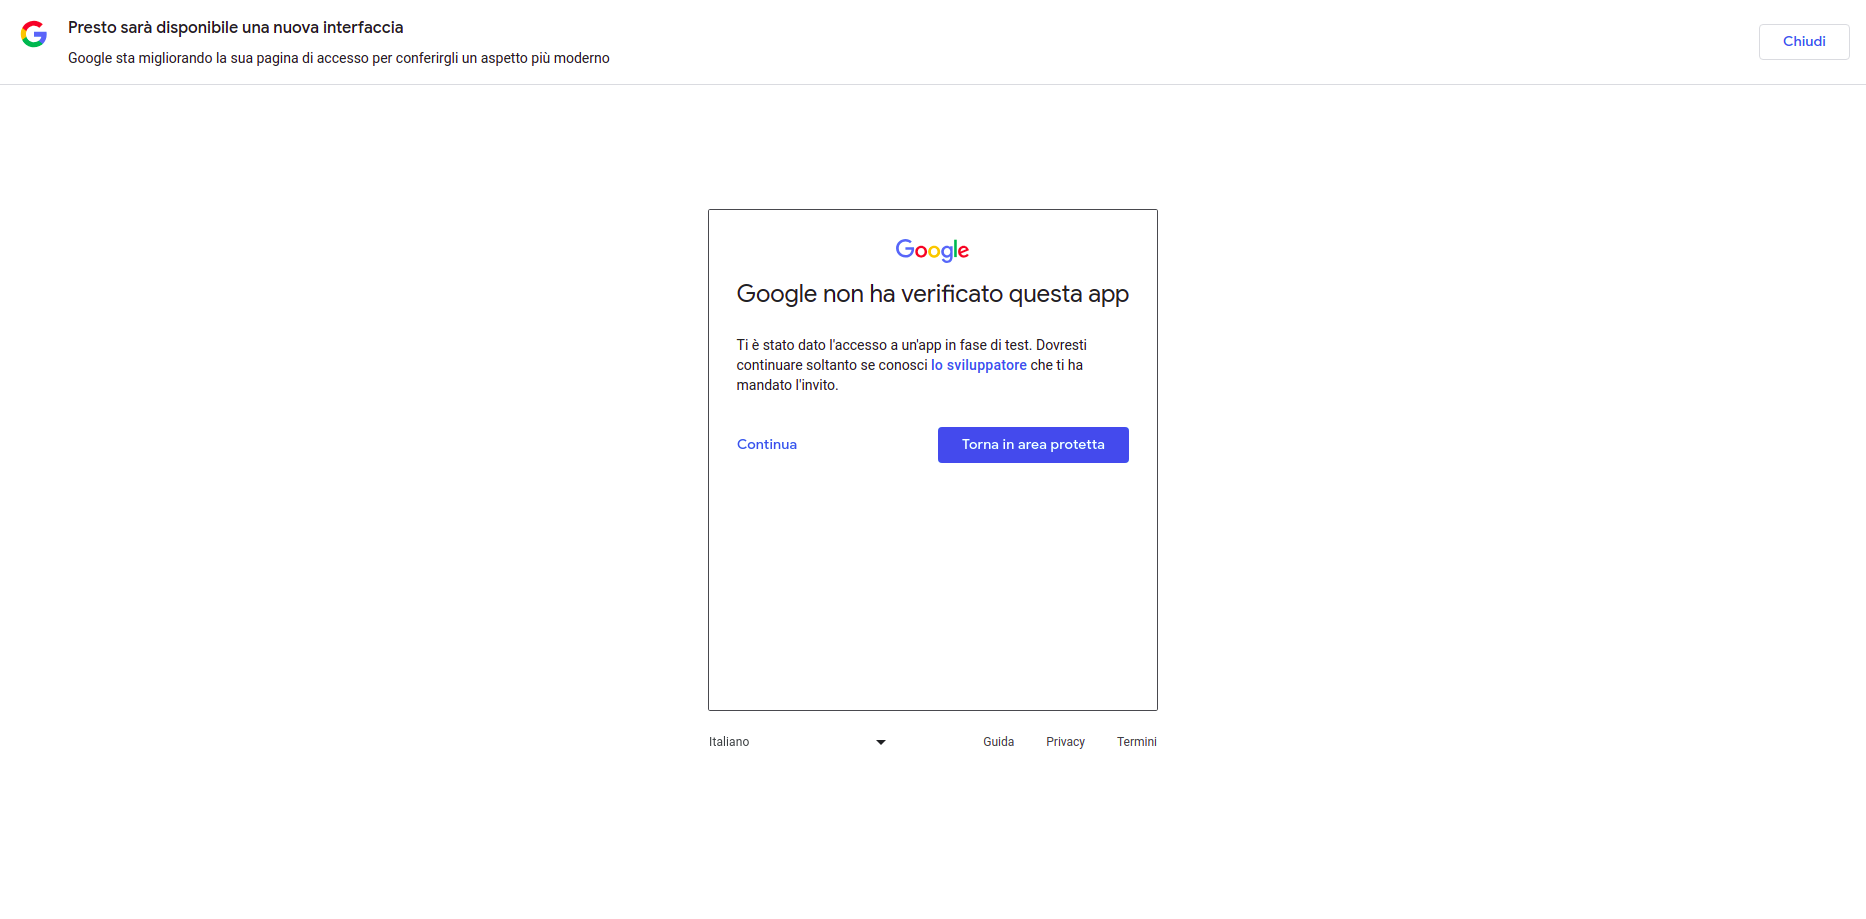 Presto sarà disponibile una nuova interfaccia
Google sta migliorando la sua pagina di accesso per conferirgli un aspetto più moderno
Chiudi
Google
Google non ha verificato questa app
Ti è stato dato l'accesso a un'app in fase di test. Dovresti
continuare soltanto se conosci lo sviluppatore che ti ha
mandato l'invito.
Continua
Torna in area protetta
Italiano
Guida
Privacy
Termini